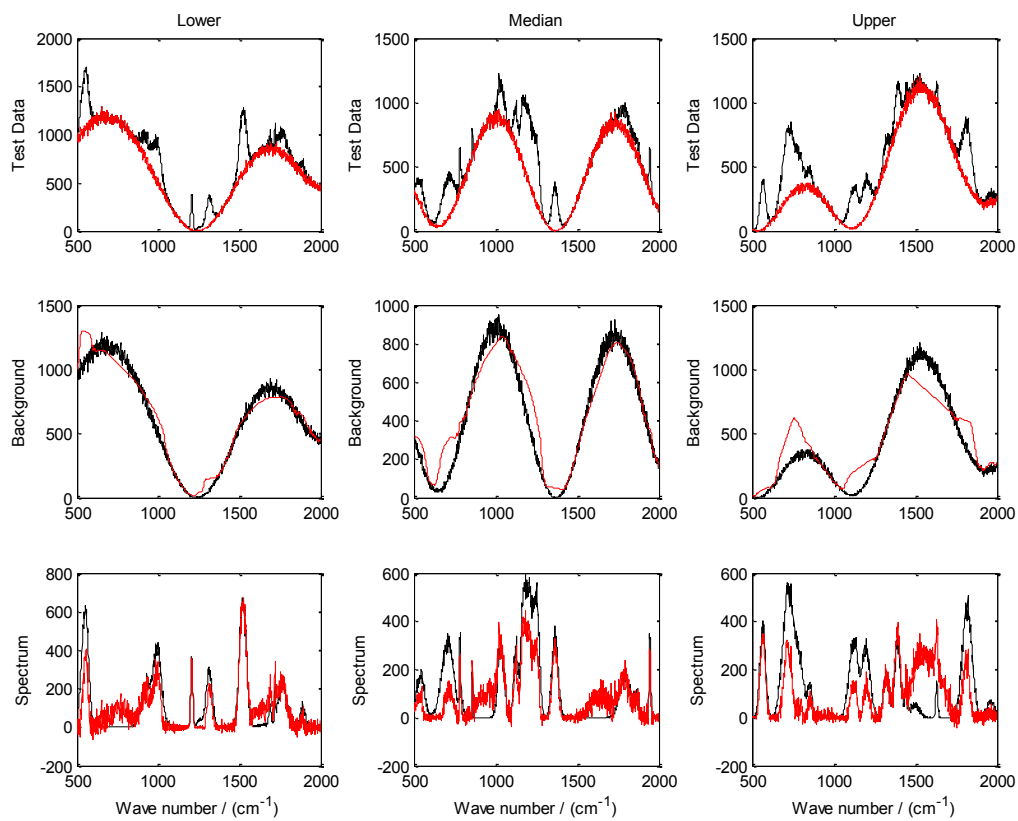 Lower Median Upper
2000 1500 1500
1500
1000 1000 1000
Test Data Test Data Test Data
500 500
500
0 0 0
500 1000 1500 2000 500 1000 1500 2000 500 1000 1500 2000
1500 1000 1500
800
1000 1000
600
Background Background Background
400
500 500
200
0 0 0
500 1000 1500 2000 500 1000 1500 2000 500 1000 1500 2000
800 600 600
600
400 400
400
Spectrum Spectrum Spectrum
200 200
200
0 0
0
-200 -200 -200
500 1000 1500 2000 500 1000 1500 2000 500 1000 1500 2000
Wave number / (cm⁻¹) Wave number / (cm⁻¹) Wave number / (cm⁻¹)